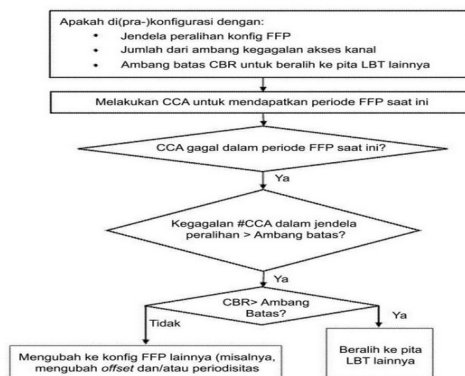 Apakah di(pra-)konfigurasi dengan:
• Jendela peralihan konfig FFP
• Jumlah dari ambang kegagalan akses kanal
• Ambang batas CBR untuk beralih ke pita LBT lainnya
Melakukan CCA untuk mendapatkan periode FFP saat ini
CCA gagal dalam periode FFP saat ini?
Ya
Kegagalan #CCA dalam jendela
peralihan > Ambang batas?
Ya
CBR> Ambang
Batas?
Tidak
Ya
Mengubah ke konfig FFP lainnya (misalnya,
mengubah offset dan/atau periodisitas
Beralih ke pita
LBT lainnya